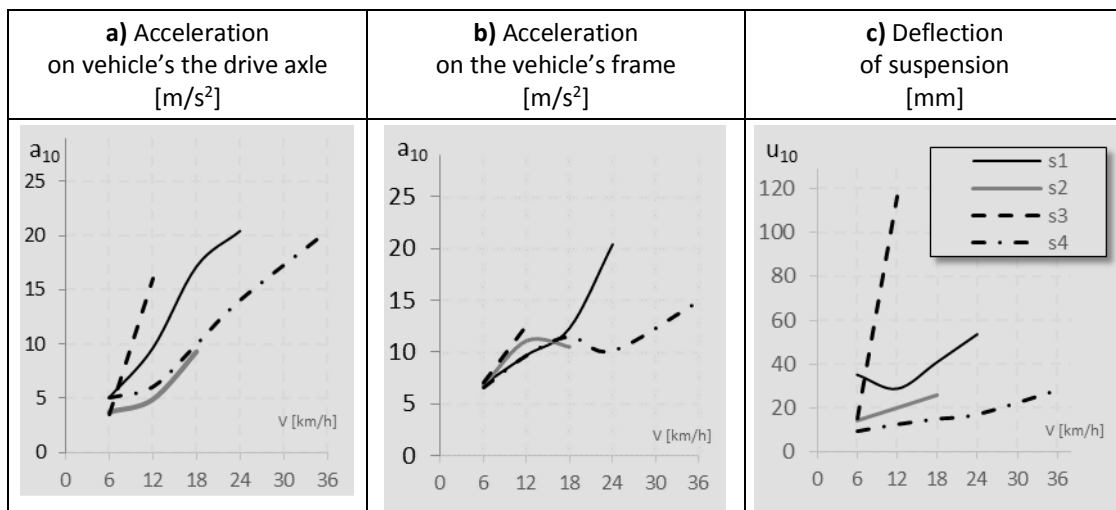 a) Acceleration
on vehicle's the drive axle
[m/s²]
b) Acceleration
on the vehicle's frame
[m/s²]
c) Deflection
of suspension
[mm]
a₁₀
25
20
15
10
5
0
V [km/h]
0 6 12 18 24 30 36
a₁₀
25
20
15
10
5
0
V [km/h]
0 6 12 18 24 30 36
u₁₀
120
100
80
60
40
20
0
V [km/h]
0 6 12 18 24 30 36
s1
s2
s3
s4